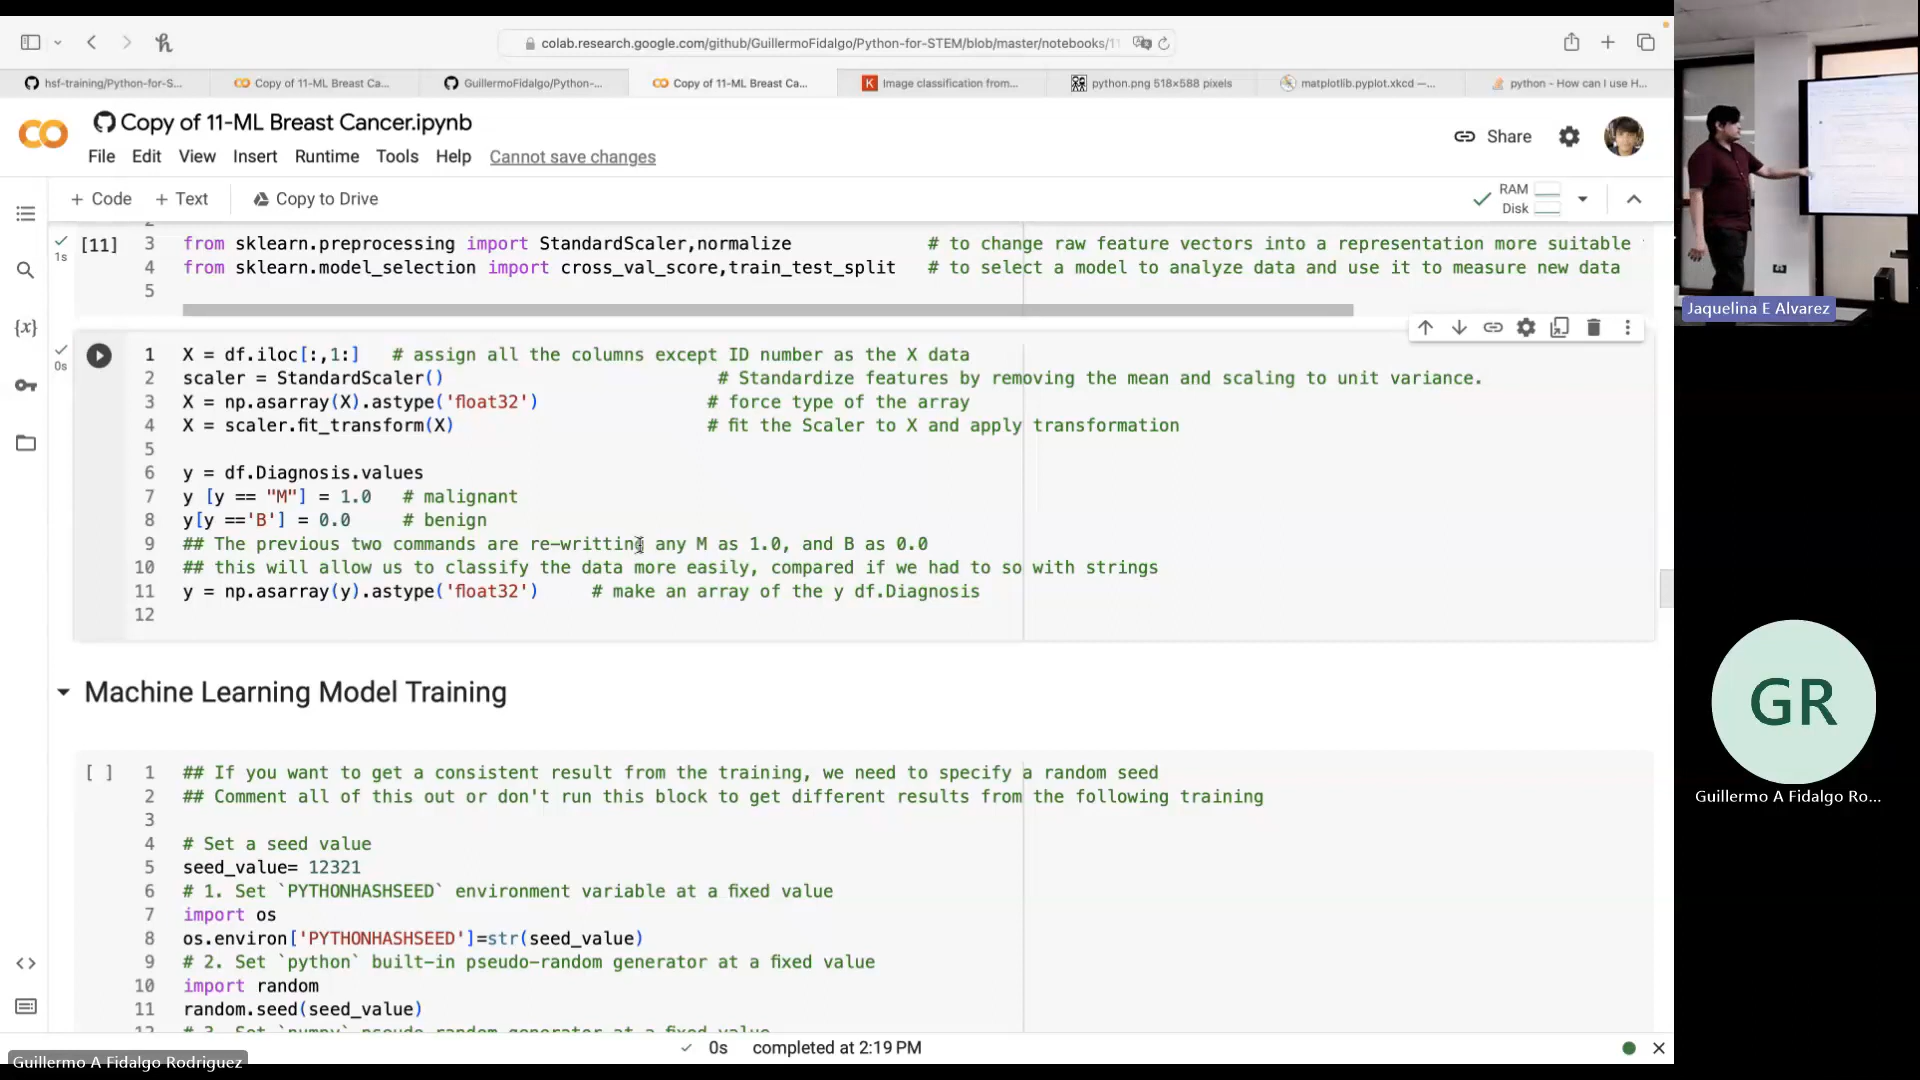 colab.research.google.com/github/GuillermoFidalgo/Python-for-STEM/blob/master/notebooks/1
hsf-training/Python-for-S...
Copy of 11-ML Breast Ca...
GuillermoFidalgo/Python-...
Copy of 11-ML Breast Ca...
Image classification from...
python.png 518×588 pixels
matplotlib.pyplot.xkcd —...
python - How can I use H...
Copy of 11-ML Breast Cancer.ipynb
File Edit View Insert Runtime Tools Help Cannot save changes
Share
+ Code + Text Copy to Drive
RAM
Disk
1s
[11]
3 from sklearn.preprocessing import StandardScaler,normalize # to change raw feature vectors into a representation more suitable
4 from sklearn.model_selection import cross_val_score,train_test_split # to select a model to analyze data and use it to measure new data
5
0s
1 X = df.iloc[:,1:] # assign all the columns except ID number as the X data
2 scaler = StandardScaler() # Standardize features by removing the mean and scaling to unit variance.
3 X = np.asarray(X).astype('float32') # force type of the array
4 X = scaler.fit_transform(X) # fit the Scaler to X and apply transformation
5
6 y = df.Diagnosis.values
7 y [y == "M"] = 1.0 # malignant
8 y[y =='B'] = 0.0 # benign
9 ## The previous two commands are re-writting any M as 1.0, and B as 0.0
10 ## this will allow us to classify the data more easily, compared if we had to so with strings
11 y = np.asarray(y).astype('float32') # make an array of the y df.Diagnosis
12
Machine Learning Model Training
[ ]
1 ## If you want to get a consistent result from the training, we need to specify a random seed
2 ## Comment all of this out or don't run this block to get different results from the following training
3
4 # Set a seed value
5 seed_value= 12321
6 # 1. Set `PYTHONHASHSEED` environment variable at a fixed value
7 import os
8 os.environ['PYTHONHASHSEED']=str(seed_value)
9 # 2. Set `python` built-in pseudo-random generator at a fixed value
10 import random
11 random.seed(seed_value)
12 # 3. Set `numpy` pseudo-random generator at a fixed value
0s completed at 2:19 PM
Guillermo A Fidalgo Rodriguez
Jaquelina E Alvarez
GR
Guillermo A Fidalgo Ro...